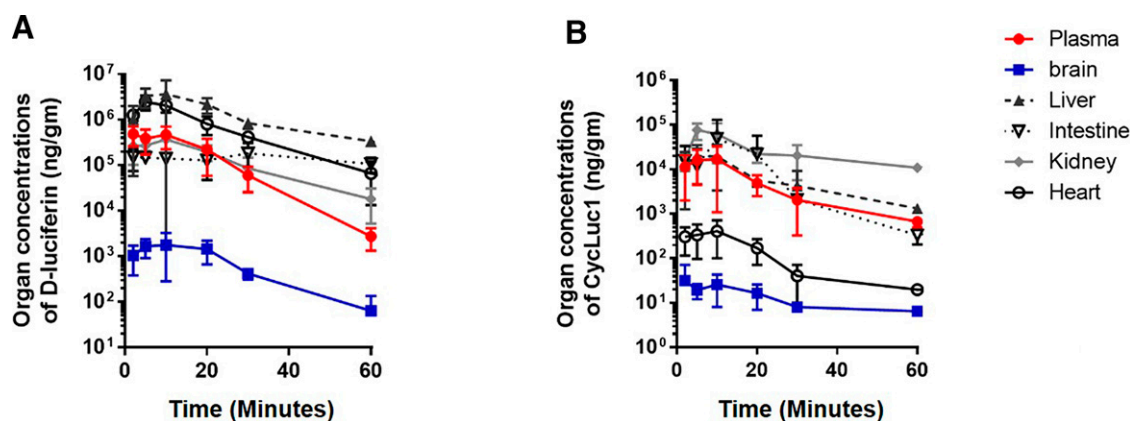 A
Organ concentrations
of D-luciferin (ng/gm)
10⁷
10⁶
10⁵
10⁴
10³
10²
10¹
0 20 40 60
Time (Minutes)
B
Organ concentrations
of CycLuc1 (ng/gm)
10⁶
10⁵
10⁴
10³
10²
10¹
10⁰
0 20 40 60
Time (Minutes)
Plasma
brain
Liver
Intestine
Kidney
Heart